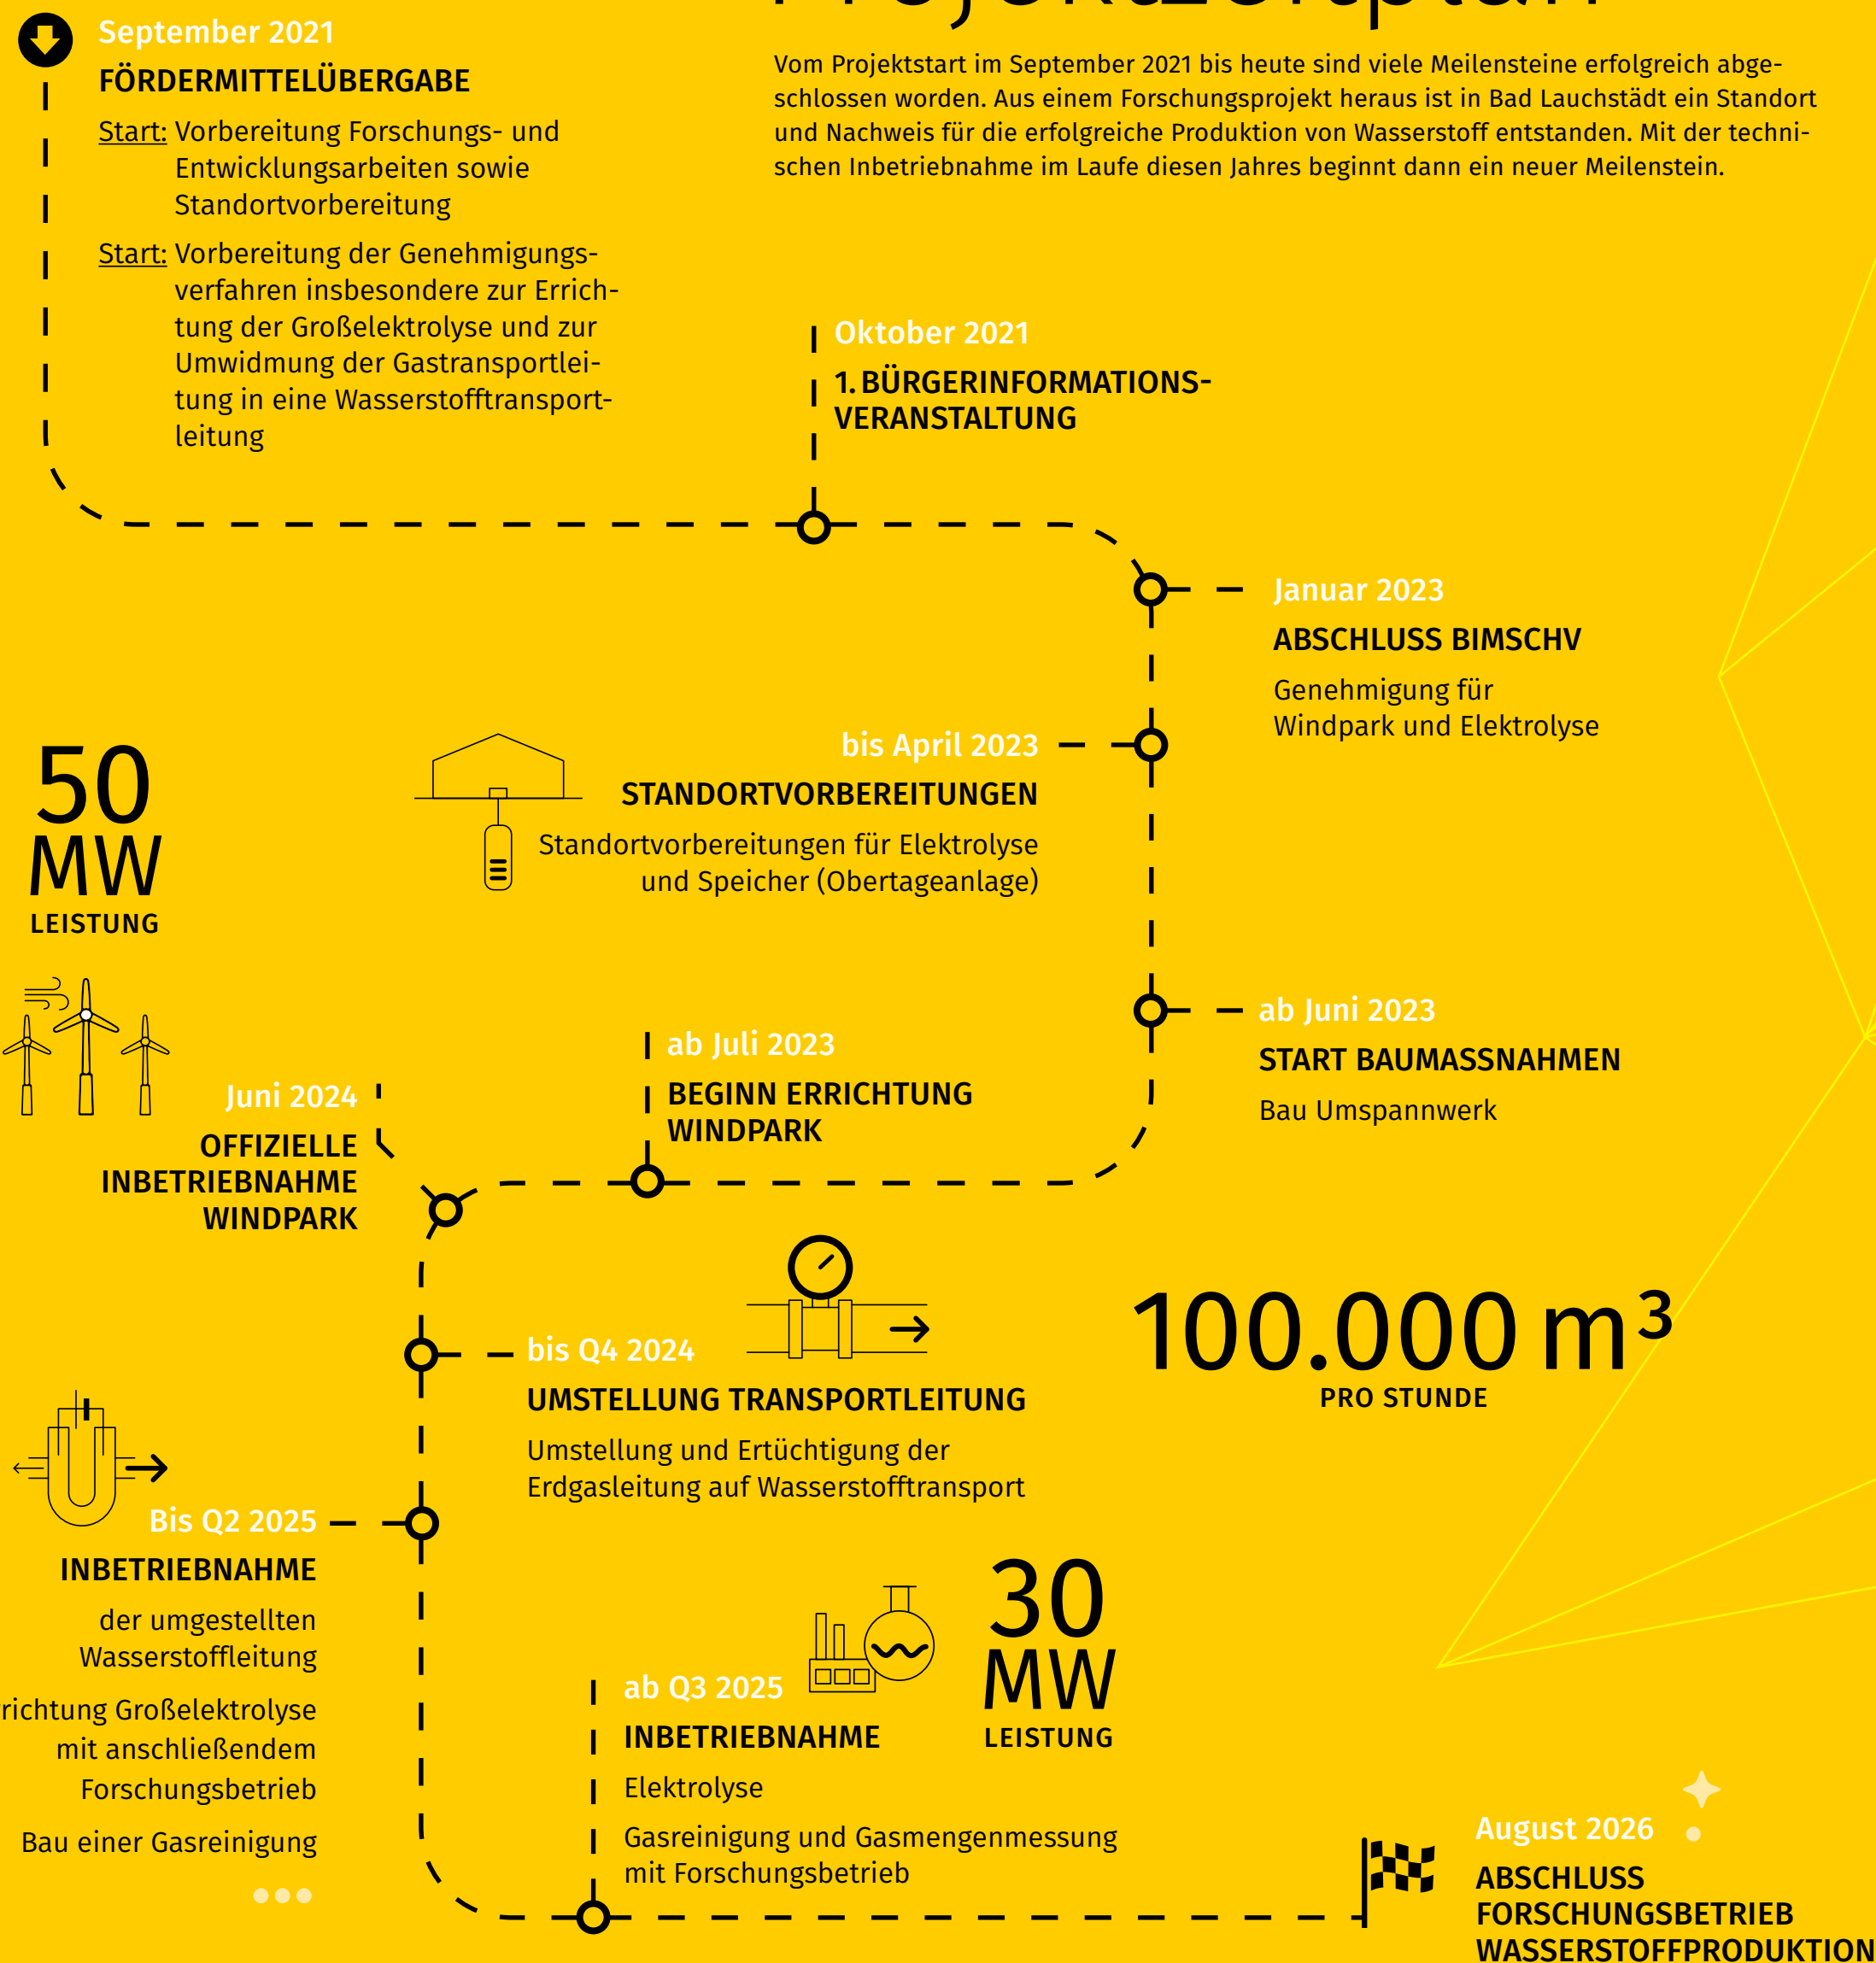 Projektzeitplan
Vom Projektstart im September 2021 bis heute sind viele Meilensteine erfolgreich abge-
schlossen worden. Aus einem Forschungsprojekt heraus ist in Bad Lauchstädt ein Standort
und Nachweis für die erfolgreiche Produktion von Wasserstoff entstanden. Mit der techni-
schen Inbetriebnahme im Laufe diesen Jahres beginnt dann ein neuer Meilenstein.
September 2021
FÖRDERMITTELÜBERGABE
Start: Vorbereitung Forschungs- und
Entwicklungsarbeiten sowie
Standortvorbereitung
Start: Vorbereitung der Genehmigungs-
verfahren insbesondere zur Errich-
tung der Großelektrolyse und zur
Umwidmung der Gastransportlei-
tung in eine Wasserstofftransport-
leitung
Oktober 2021
1. BÜRGERINFORMATIONS-
VERANSTALTUNG
Januar 2023
ABSCHLUSS BIMSCHV
Genehmigung für
Windpark und Elektrolyse
bis April 2023
STANDORTVORBEREITUNGEN
Standortvorbereitungen für Elektrolyse
und Speicher (Obertageanlage)
ab Juni 2023
START BAUMASSNAHMEN
Bau Umspannwerk
ab Juli 2023
BEGINN ERRICHTUNG
WINDPARK
50
MW
LEISTUNG
Juni 2024
OFFIZIELLE
INBETRIEBNAHME
WINDPARK
bis Q4 2024
UMSTELLUNG TRANSPORTLEITUNG
Umstellung und Ertüchtigung der
Erdgasleitung auf Wasserstofftransport
100.000 m³
PRO STUNDE
Bis Q2 2025
INBETRIEBNAHME
der umgestellten
Wasserstoffleitung
richtung Großelektrolyse
mit anschließendem
Forschungsbetrieb
Bau einer Gasreinigung
ab Q3 2025
INBETRIEBNAHME
Elektrolyse
Gasreinigung und Gasmengenmessung
mit Forschungsbetrieb
30
MW
LEISTUNG
August 2026
ABSCHLUSS
FORSCHUNGSBETRIEB
WASSERSTOFFPRODUKTION